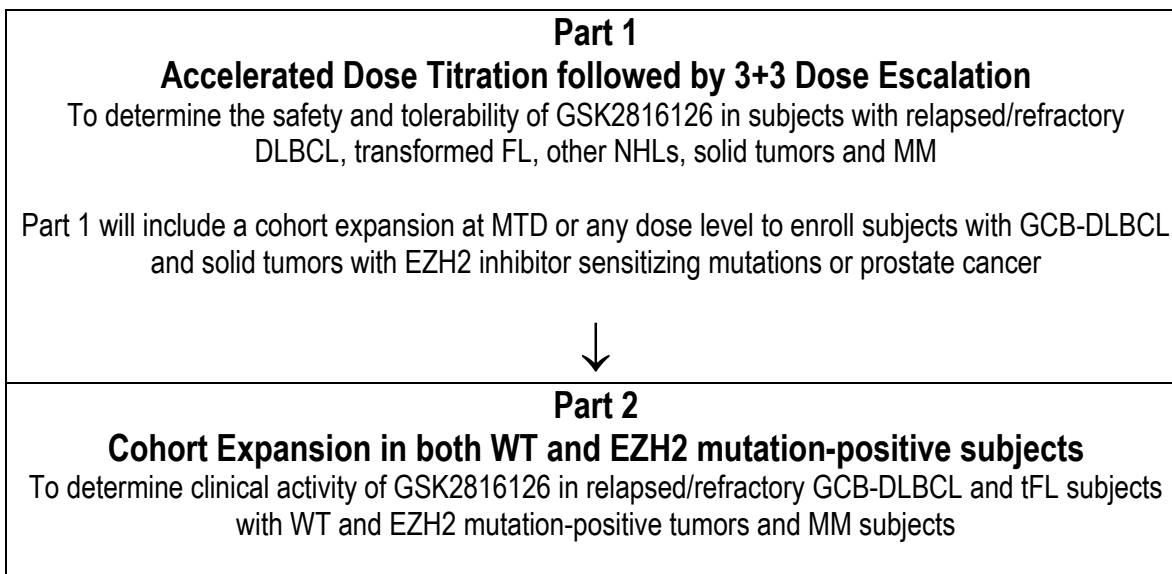 Part 1
Accelerated Dose Titration followed by 3+3 Dose Escalation
To determine the safety and tolerability of GSK2816126 in subjects with relapsed/refractory
DLBCL, transformed FL, other NHLs, solid tumors and MM
Part 1 will include a cohort expansion at MTD or any dose level to enroll subjects with GCB-DLBCL
and solid tumors with EZH2 inhibitor sensitizing mutations or prostate cancer
↓
Part 2
Cohort Expansion in both WT and EZH2 mutation-positive subjects
To determine clinical activity of GSK2816126 in relapsed/refractory GCB-DLBCL and tFL subjects
with WT and EZH2 mutation-positive tumors and MM subjects